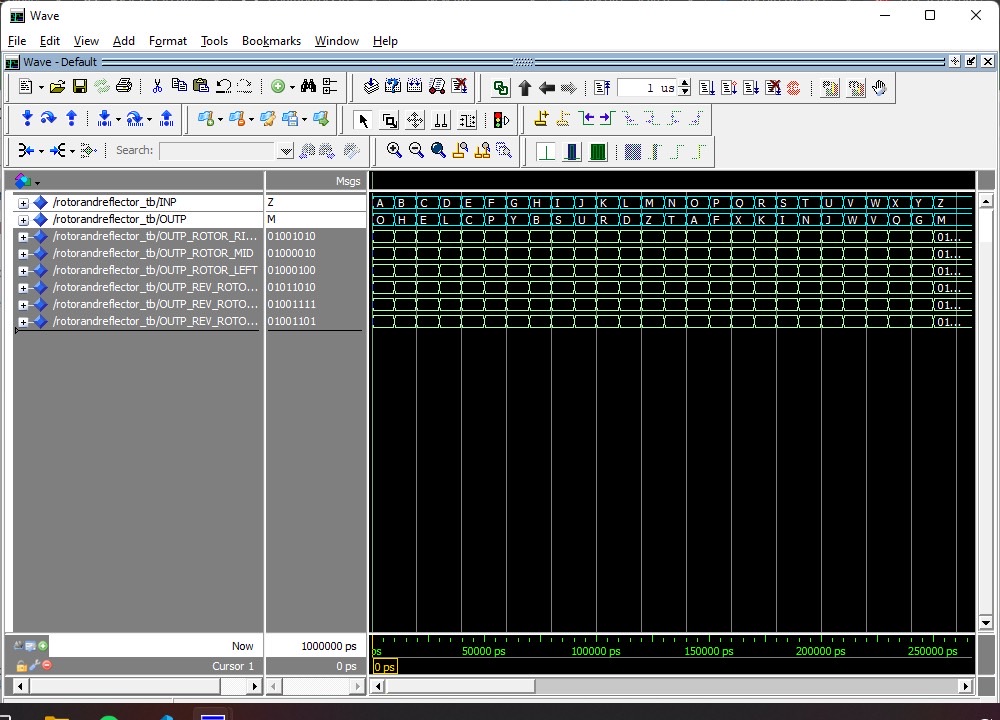 Wave
File Edit View Add Format Tools Bookmarks Window Help
Wave - Default
1 us
Search:
Msgs
/rotorandreflector_tb/INP Z A B C D E F G H I J K L M N O P Q R S T U V W X Y Z
/rotorandreflector_tb/OUTP M O H E L C P Y B S U R D Z T A F X K I N J W V Q G M
/rotorandreflector_tb/OUTP_ROTOR_RI... 01001010 01...
/rotorandreflector_tb/OUTP_ROTOR_MID 01000010 01...
/rotorandreflector_tb/OUTP_ROTOR_LEFT 01000100 01...
/rotorandreflector_tb/OUTP_REV_ROTO... 01011010 01...
/rotorandreflector_tb/OUTP_REV_ROTO... 01001111 01...
/rotorandreflector_tb/OUTP_REV_ROTO... 01001101 01...
Now 1000000 ps ps 50000 ps 100000 ps 150000 ps 200000 ps 250000 ps
Cursor 1 0 ps 0 ps